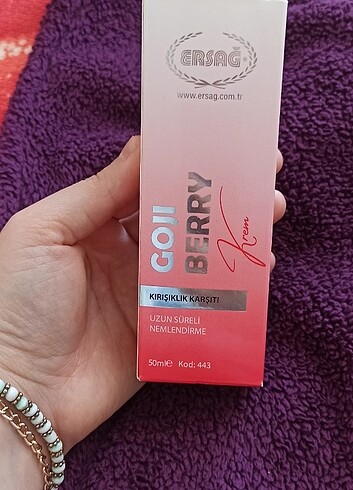 ERSAĞ
www.ersag.com.tr
GOJI
BERRY
Krem
KIRIŞIKLIK KARŞITI
UZUN SÜRELİ
NEMLENDİRME
50ml℮ Kod: 443